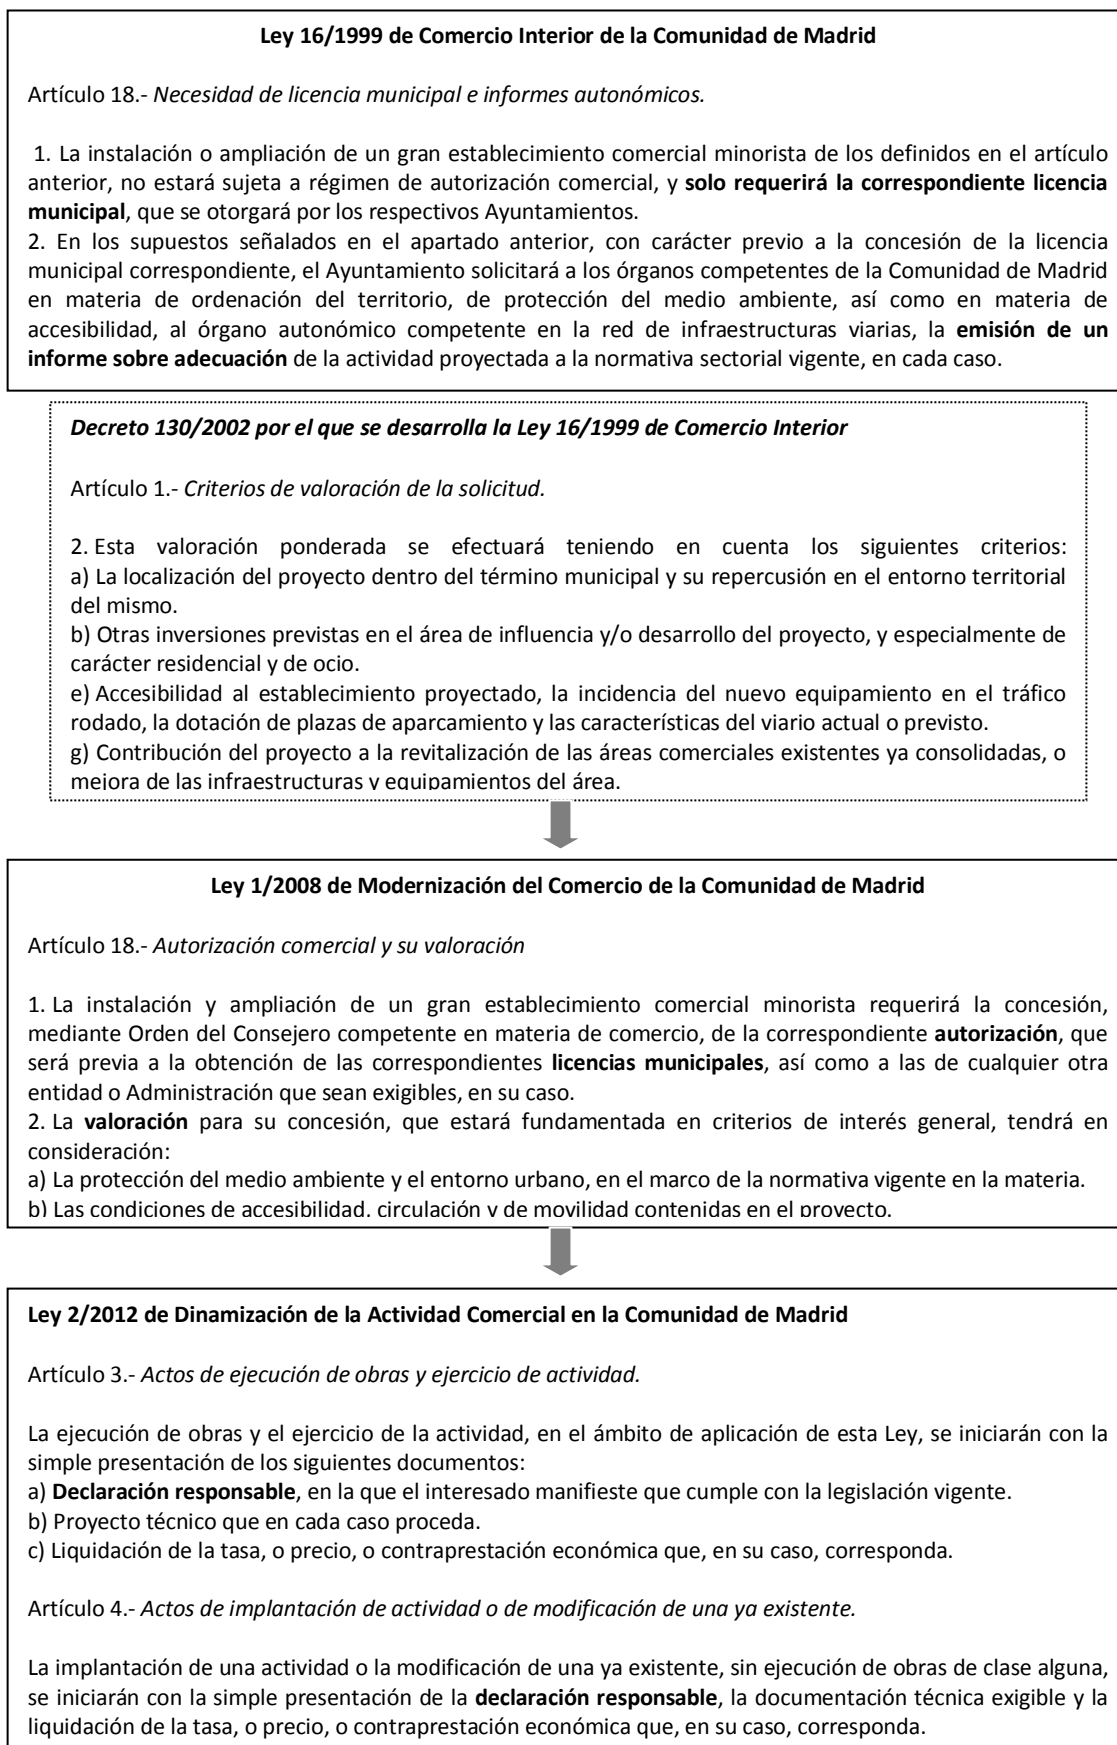 Ley 16/1999 de Comercio Interior de la Comunidad de Madrid
Artículo 18.- Necesidad de licencia municipal e informes autonómicos.
1. La instalación o ampliación de un gran establecimiento comercial minorista de los definidos en el artículo
anterior, no estará sujeta a régimen de autorización comercial, y solo requerirá la correspondiente licencia
municipal, que se otorgará por los respectivos Ayuntamientos.
2. En los supuestos señalados en el apartado anterior, con carácter previo a la concesión de la licencia
municipal correspondiente, el Ayuntamiento solicitará a los órganos competentes de la Comunidad de Madrid
en materia de ordenación del territorio, de protección del medio ambiente, así como en materia de
accesibilidad, al órgano autonómico competente en la red de infraestructuras viarias, la emisión de un
informe sobre adecuación de la actividad proyectada a la normativa sectorial vigente, en cada caso.
Decreto 130/2002 por el que se desarrolla la Ley 16/1999 de Comercio Interior
Artículo 1.- Criterios de valoración de la solicitud.
2. Esta valoración ponderada se efectuará teniendo en cuenta los siguientes criterios:
a) La localización del proyecto dentro del término municipal y su repercusión en el entorno territorial
del mismo.
b) Otras inversiones previstas en el área de influencia y/o desarrollo del proyecto, y especialmente de
carácter residencial y de ocio.
e) Accesibilidad al establecimiento proyectado, la incidencia del nuevo equipamiento en el tráfico
rodado, la dotación de plazas de aparcamiento y las características del viario actual o previsto.
g) Contribución del proyecto a la revitalización de las áreas comerciales existentes ya consolidadas, o
mejora de las infraestructuras y equipamientos del área.
Ley 1/2008 de Modernización del Comercio de la Comunidad de Madrid
Artículo 18.- Autorización comercial y su valoración
1. La instalación y ampliación de un gran establecimiento comercial minorista requerirá la concesión,
mediante Orden del Consejero competente en materia de comercio, de la correspondiente autorización, que
será previa a la obtención de las correspondientes licencias municipales, así como a las de cualquier otra
entidad o Administración que sean exigibles, en su caso.
2. La valoración para su concesión, que estará fundamentada en criterios de interés general, tendrá en
consideración:
a) La protección del medio ambiente y el entorno urbano, en el marco de la normativa vigente en la materia.
b) Las condiciones de accesibilidad, circulación y de movilidad contenidas en el proyecto.
Ley 2/2012 de Dinamización de la Actividad Comercial en la Comunidad de Madrid
Artículo 3.- Actos de ejecución de obras y ejercicio de actividad.
La ejecución de obras y el ejercicio de la actividad, en el ámbito de aplicación de esta Ley, se iniciarán con la
simple presentación de los siguientes documentos:
a) Declaración responsable, en la que el interesado manifieste que cumple con la legislación vigente.
b) Proyecto técnico que en cada caso proceda.
c) Liquidación de la tasa, o precio, o contraprestación económica que, en su caso, corresponda.
Artículo 4.- Actos de implantación de actividad o de modificación de una ya existente.
La implantación de una actividad o la modificación de una ya existente, sin ejecución de obras de clase alguna,
se iniciarán con la simple presentación de la declaración responsable, la documentación técnica exigible y la
liquidación de la tasa, o precio, o contraprestación económica que, en su caso, corresponda.